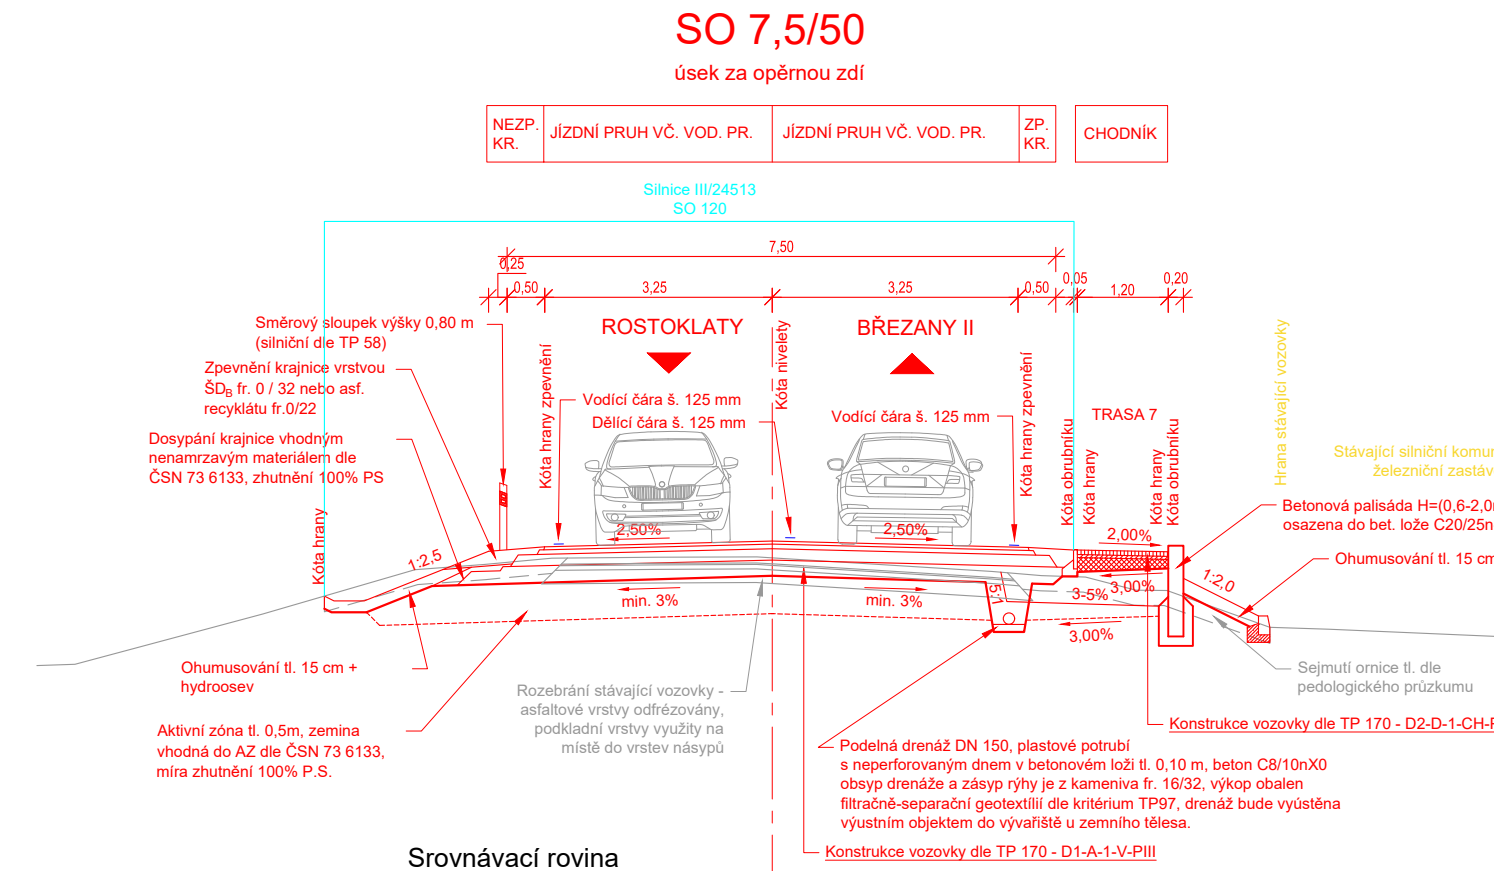 SO 7,5/50
úsek za opěrnou zdí
NEZP.
KR.
JÍZDNÍ PRUH VČ. VOD. PR.
JÍZDNÍ PRUH VČ. VOD. PR.
ZP.
KR.
CHODNÍK
Silnice III/24513
SO 120
7,50
0,25
0,50
3,25
3,25
0,50
0,05
1,20
0,20
Směrový sloupek výšky 0,80 m
(silniční dle TP 58)
Zpevnění krajnice vrstvou
ŠDB fr. 0 / 32 nebo asf.
recyklátu fr.0/22
Dosypání krajnice vhodným
nenamrzavým materiálem dle
ČSN 73 6133, zhutnění 100% PS
ROSTOKLATY
BŘEZANY II
Kóta hrany
Kóta hrany zpevnění
Kóta nivelety
Kóta hrany zpevnění
Kóta obrubníku
Kóta hrany
Kóta hrany
Kóta obrubníku
Vodící čára š. 125 mm
Dělící čára š. 125 mm
Vodící čára š. 125 mm
TRASA 7
Hrana stávající vozovky
Stávající silniční
železniční
Betonová palisáda
osazena do bet. lože
Ohumusování tl. 15
1:2,5
2,50%
2,50%
2,00%
min. 3%
min. 3%
5:1
3-5%
3,00%
3,00%
1:2,0
Ohumusování tl. 15 cm +
hydroosev
Aktivní zóna tl. 0,5m, zemina
vhodná do AZ dle ČSN 73 6133,
míra zhutnění 100% P.S.
Rozebrání stávající vozovky -
asfaltové vrstvy odfrézovány,
podkladní vrstvy využity na
místě do vrstev násypů
Sejmutí ornice tl. dle
pedologického průzkumu
Konstrukce vozovky dle TP 170 -
Podelná drenáž DN 150, plastové potrubí
s neperforovaným dnem v betonovém loži tl. 0,10 m, beton C8/10nX0
obsyp drenáže a zásyp rýhy je z kameniva fr. 16/32, výkop obalen
filtračně-separační geotextílií dle kritérium TP97, drenáž bude vyústěna
výustním objektem do vývařiště u zemního tělesa.
Konstrukce vozovky dle TP 170 - D1-A-1-V-PIII
Srovnávací rovina